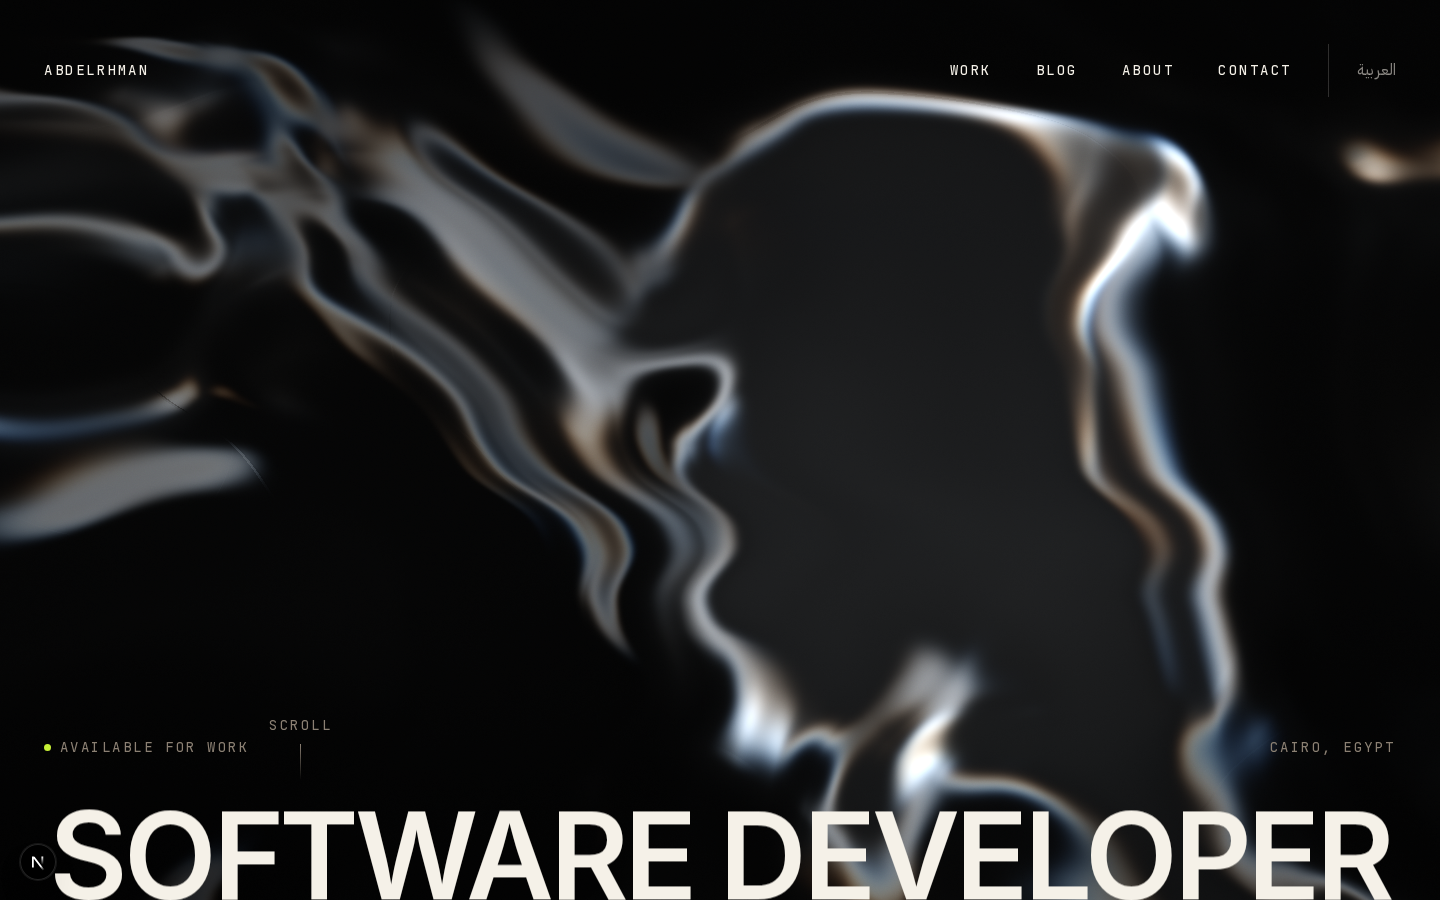 ABDELRHMAN
WORK BLOG ABOUT CONTACT العربية
SCROLL
AVAILABLE FOR WORK
CAIRO, EGYPT
SOFTWARE DEVELOPER
N